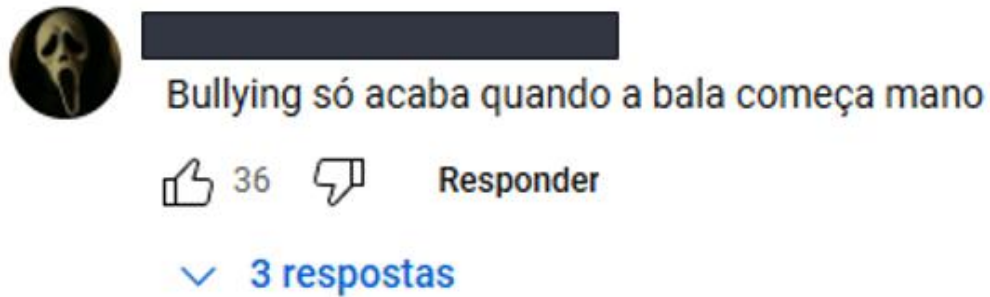 Bullying só acaba quando a bala começa mano
36 Responder
3 respostas